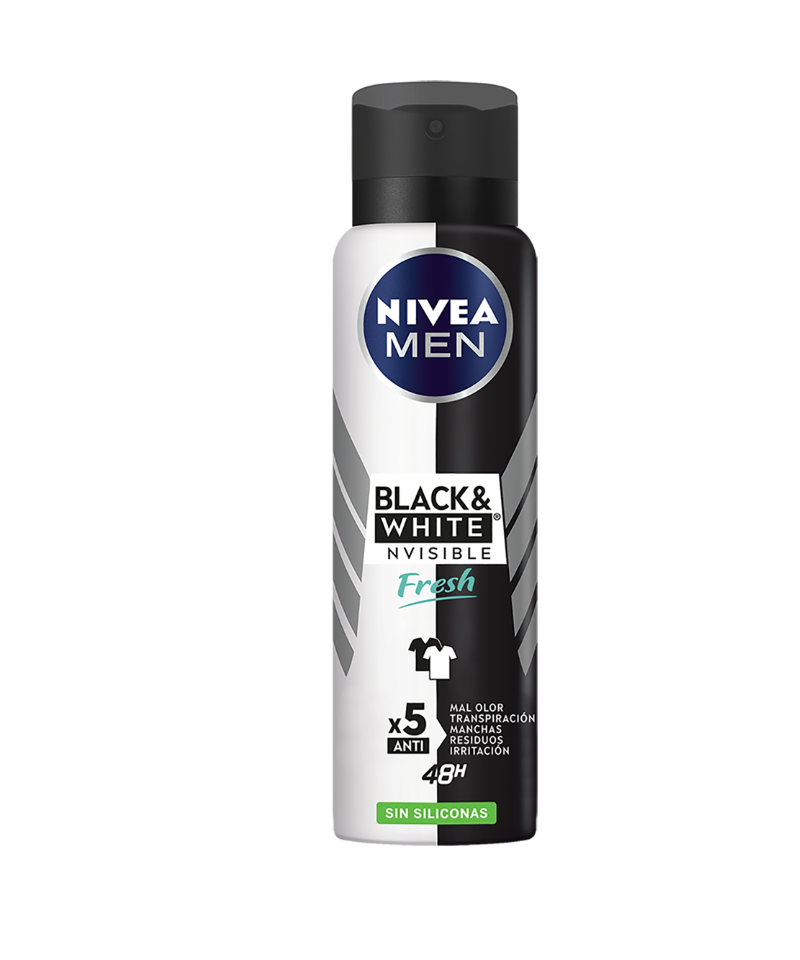 NIVEA
MEN
BLACK&
WHITE®
NVISIBLE
Fresh
x5
ANTI
MAL OLOR
TRANSPIRACIÓN
MANCHAS
RESIDUOS
IRRITACIÓN
48H
SIN SILICONAS